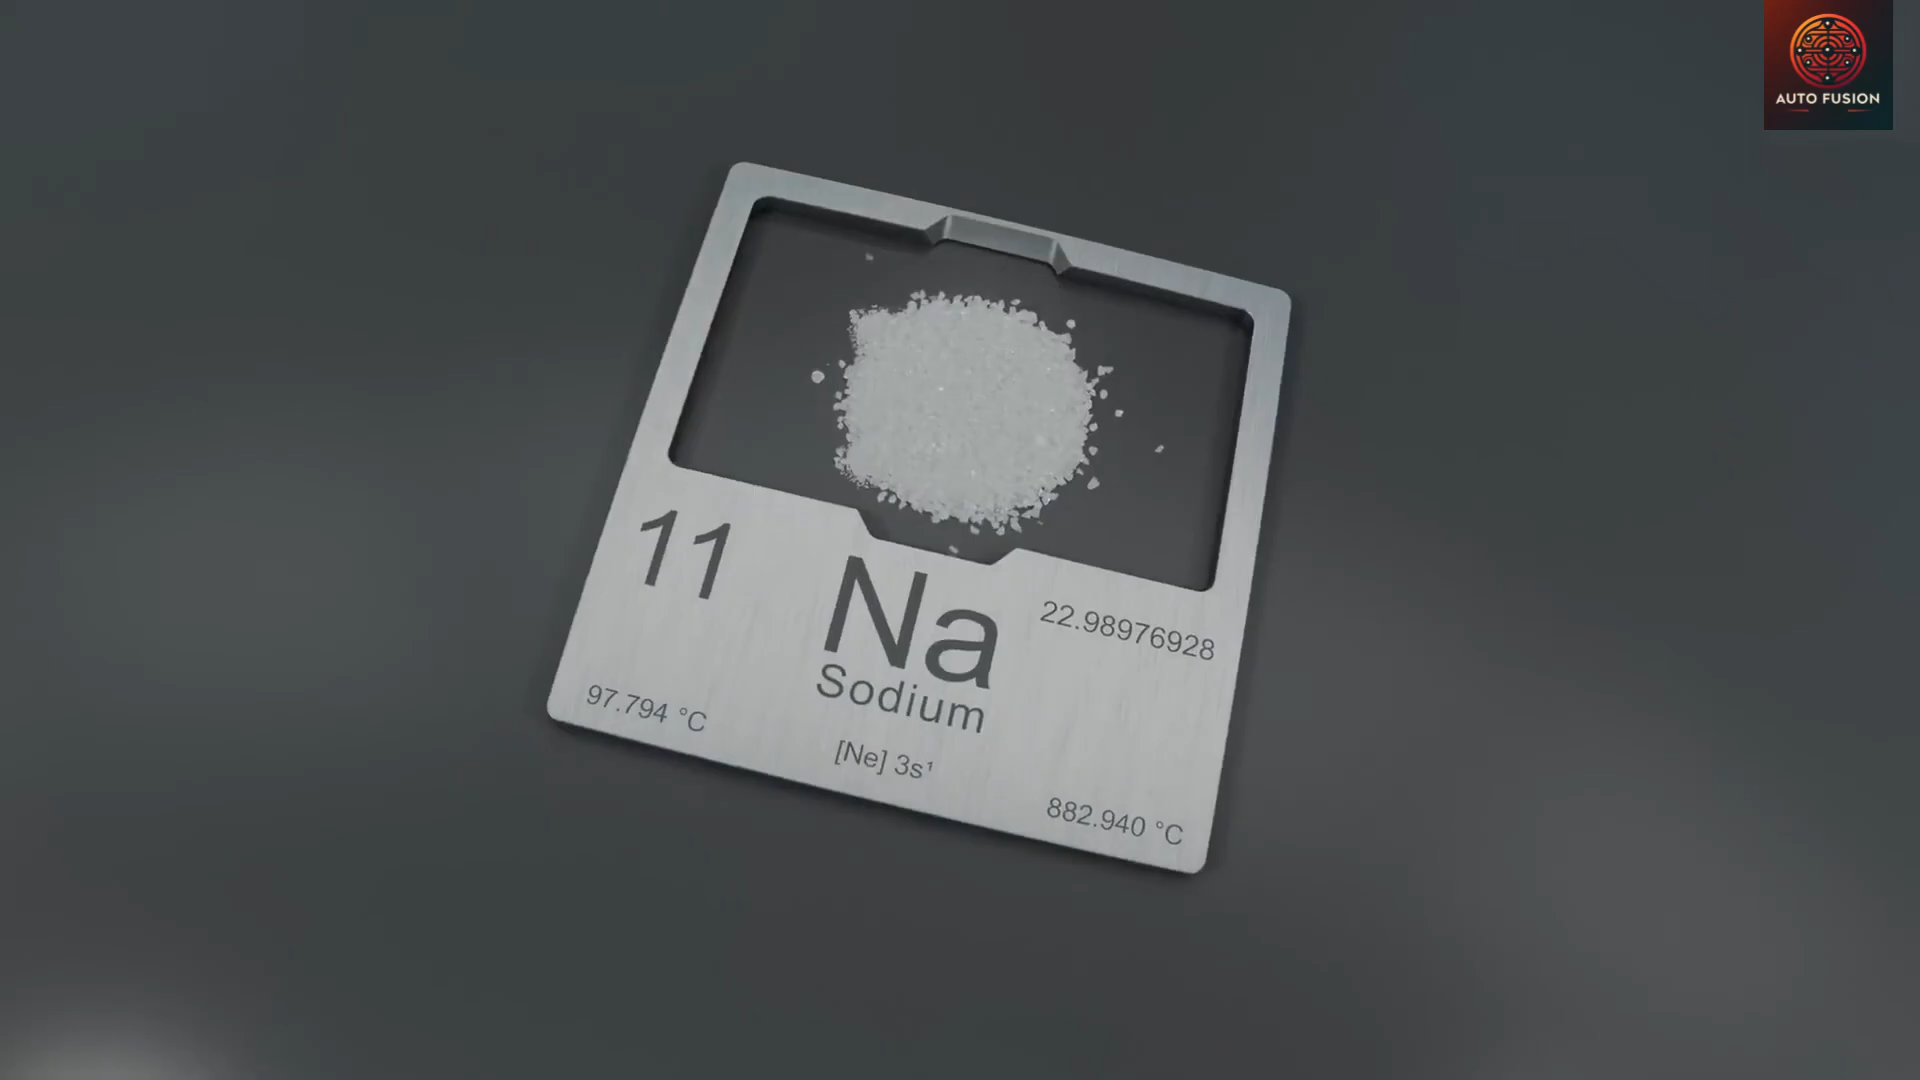 AUTO FUSION
11
Na
22.98976928
Sodium
97.794 °C
[Ne] 3s¹
882.940 °C